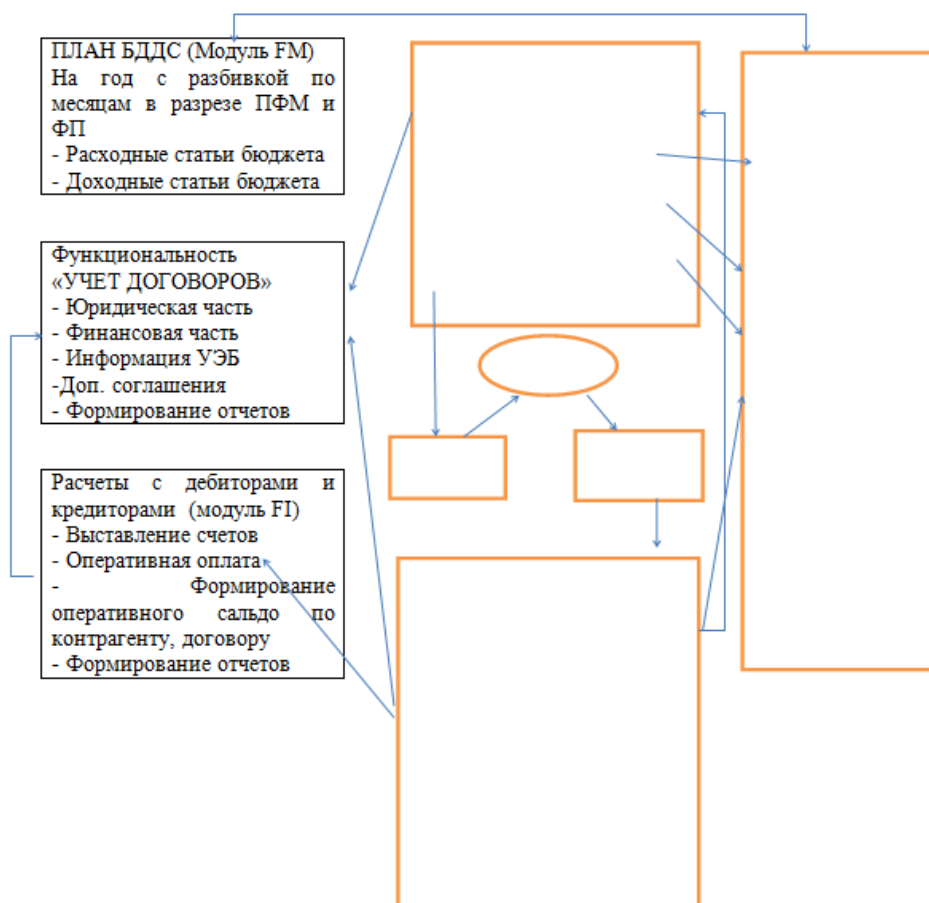 ПЛАН БДДС (Модуль FM)
На год с разбивкой по
месяцам в разрезе ПФМ и
ФП
- Расходные статьи бюджета
- Доходные статьи бюджета
Функциональность
«УЧЕТ ДОГОВОРОВ»
- Юридическая часть
- Финансовая часть
- Информация УЭБ
-Доп. соглашения
- Формирование отчетов
Расчеты с дебиторами и
кредиторами (модуль FI)
- Выставление счетов
- Оперативная оплата
- Формирование
оперативного сальдо по
контрагенту, договору
- Формирование отчетов